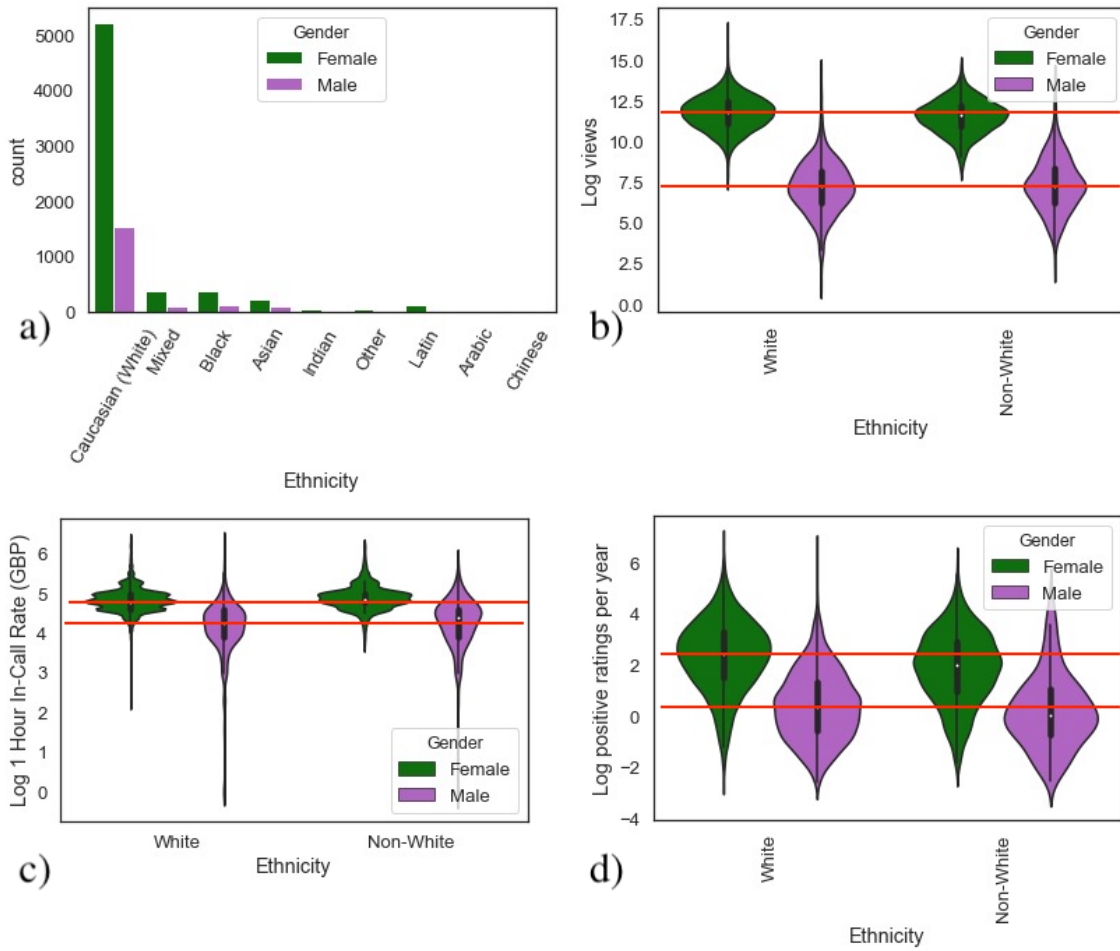 5000
4000
3000
2000
1000
0
count
Gender
Female
Male
a)
Caucasian (White)
Mixed
Black
Asian
Indian
Other
Latin
Arabic
Chinese
Ethnicity
17.5
15.0
12.5
10.0
7.5
5.0
2.5
0.0
Log views
Gender
Female
Male
b)
White
Non-White
Ethnicity
6
5
4
3
2
1
0
Log 1 Hour In-Call Rate (GBP)
Gender
Female
Male
White
Non-White
c)
Ethnicity
6
4
2
0
−2
−4
Log positive ratings per year
Gender
Female
Male
d)
White
Non-White
Ethnicity